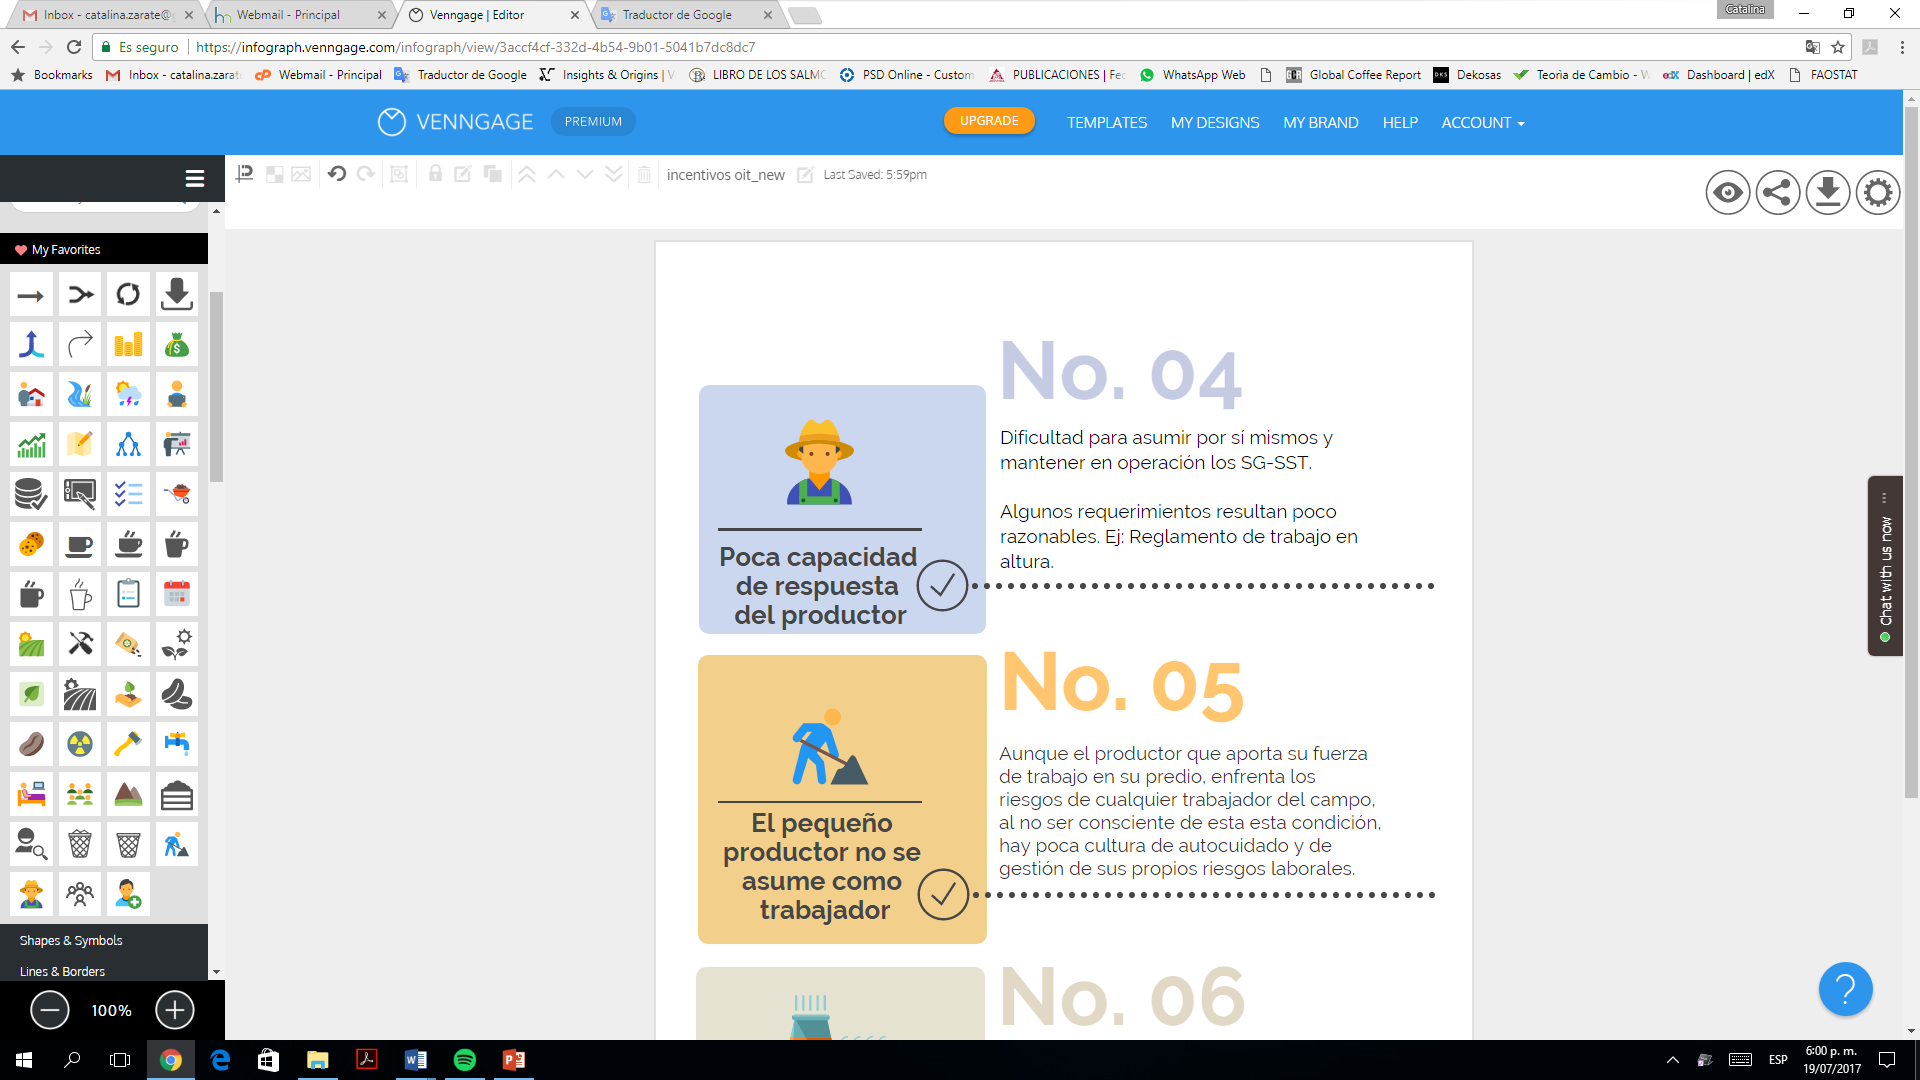 Inbox - catalina.zarate@
Webmail - Principal
Venngage | Editor
Traductor de Google
Catalina
Es seguro
https://infograph.venngage.com/infograph/view/3accf4cf-332d-4b54-9b01-5041b7dc8dc7
Bookmarks
Inbox - catalina.zarat
Webmail - Principal
Traductor de Google
Insights & Origins |
LIBRO DE LOS SALMO
PSD Online - Custom
PUBLICACIONES | Fe
WhatsApp Web
Global Coffee Report
DKS
Dekosas
Teoria de Cambio -
edX
Dashboard | edX
FAOSTAT
VENNGAGE
PREMIUM
UPGRADE
TEMPLATES
MY DESIGNS
MY BRAND
HELP
ACCOUNT
incentivos oit_new
Last Saved: 5:59pm
My Favorites
Shapes & Symbols
Lines & Borders
100%
No. 04
Poca capacidad
de respuesta
del productor
Dificultad para asumir por sí mismos y
mantener en operación los SG-SST.
Algunos requerimientos resultan poco
razonables. Ej: Reglamento de trabajo en
altura.
No. 05
El pequeño
productor no se
asume como
trabajador
Aunque el productor que aporta su fuerza
de trabajo en su predio, enfrenta los
riesgos de cualquier trabajador del campo,
al no ser consciente de esta esta condición,
hay poca cultura de autocuidado y de
gestión de sus propios riesgos laborales.
No. 06
Chat with us now
?
ESP
6:00 p. m.
19/07/2017